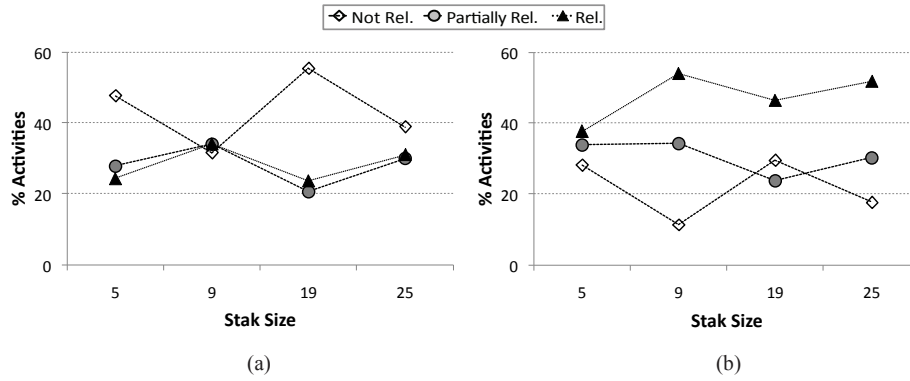 Not Rel. Partially Rel. Rel.
60
40
20
0
% Activities
5 9 19 25
Stak Size
(a)
60
40
20
0
% Activities
5 9 19 25
Stak Size
(b)